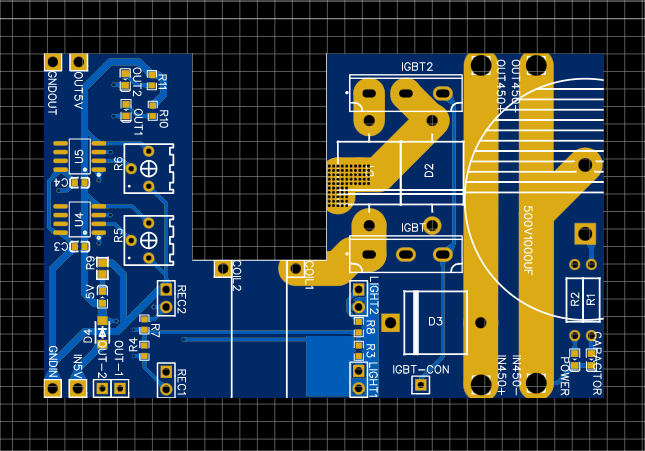 GNDOUT
OUT5V
OUT2
R11
OUT1
R10
U5
C4
R6
U4
C3
R5
R9
5V
D4
REC2
R7
R4
GNDIN
IN5V
OUT-2
OUT-1
REC1
COIL2
COIL1
IGBT2
OUT450+
OUT450-
D2
IGBT
500V1000UF
LIGHT2
R8
R3
LIGHT1
D3
IGBT-CON
IN450+
IN450-
R2
R1
POWER
CAPACITOR